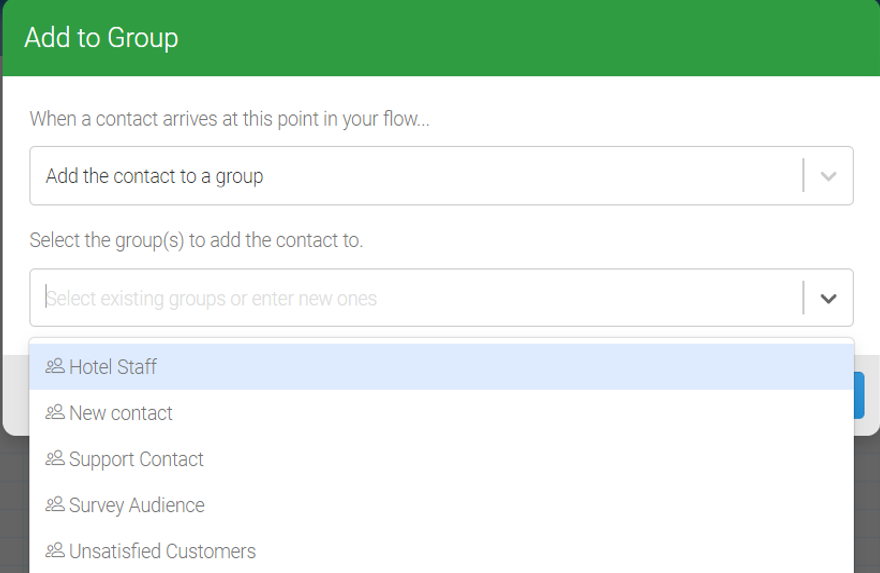 Add to Group
When a contact arrives at this point in your flow...
Add the contact to a group
Select the group(s) to add the contact to.
Select existing groups or enter new ones
Hotel Staff
New contact
Support Contact
Survey Audience
Unsatisfied Customers